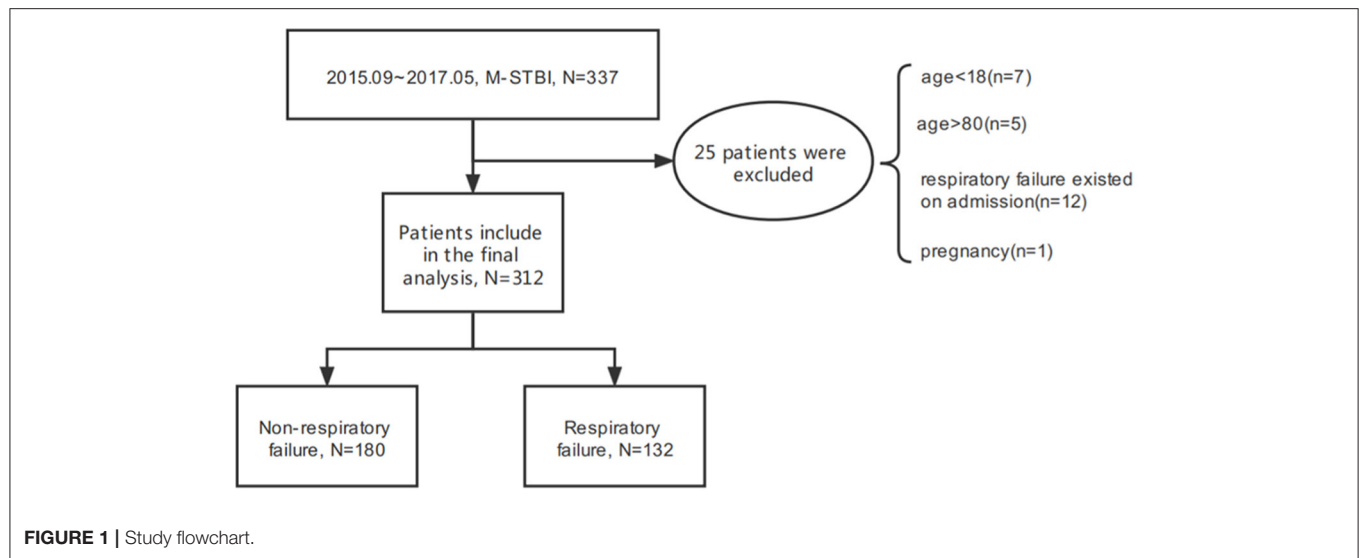 2015.09~2017.05, M-STBI, N=337
25 patients were
excluded
age<18(n=7)
age>80(n=5)
respiratory failure existed
on admission(n=12)
pregnancy(n=1)
Patients include
in the final
analysis, N=312
Non-respiratory
failure, N=180
Respiratory
failure, N=132
FIGURE 1 | Study flowchart.